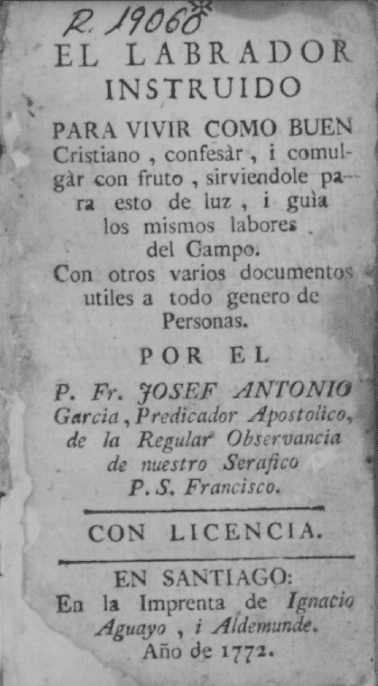 R. 19060
EL LABRADOR
INSTRUIDO
PARA VIVIR COMO BUEN
Cristiano , confesàr , i comul-
gàr con fruto , sirviendole pa-
ra esto de luz , i guìa
los mismos labores
del Campo.
Con otros varios documentos
utiles a todo genero de
Personas.
POR EL
P. Fr. JOSEF ANTONIO
Garcia , Predicador Apostolico,
de la Regular Observancia
de nuestro Serafico
P. S. Francisco.
CON LICENCIA.
EN SANTIAGO:
En la Imprenta de Ignacio
Aguayo , i Aldemunde.
Año de 1772.